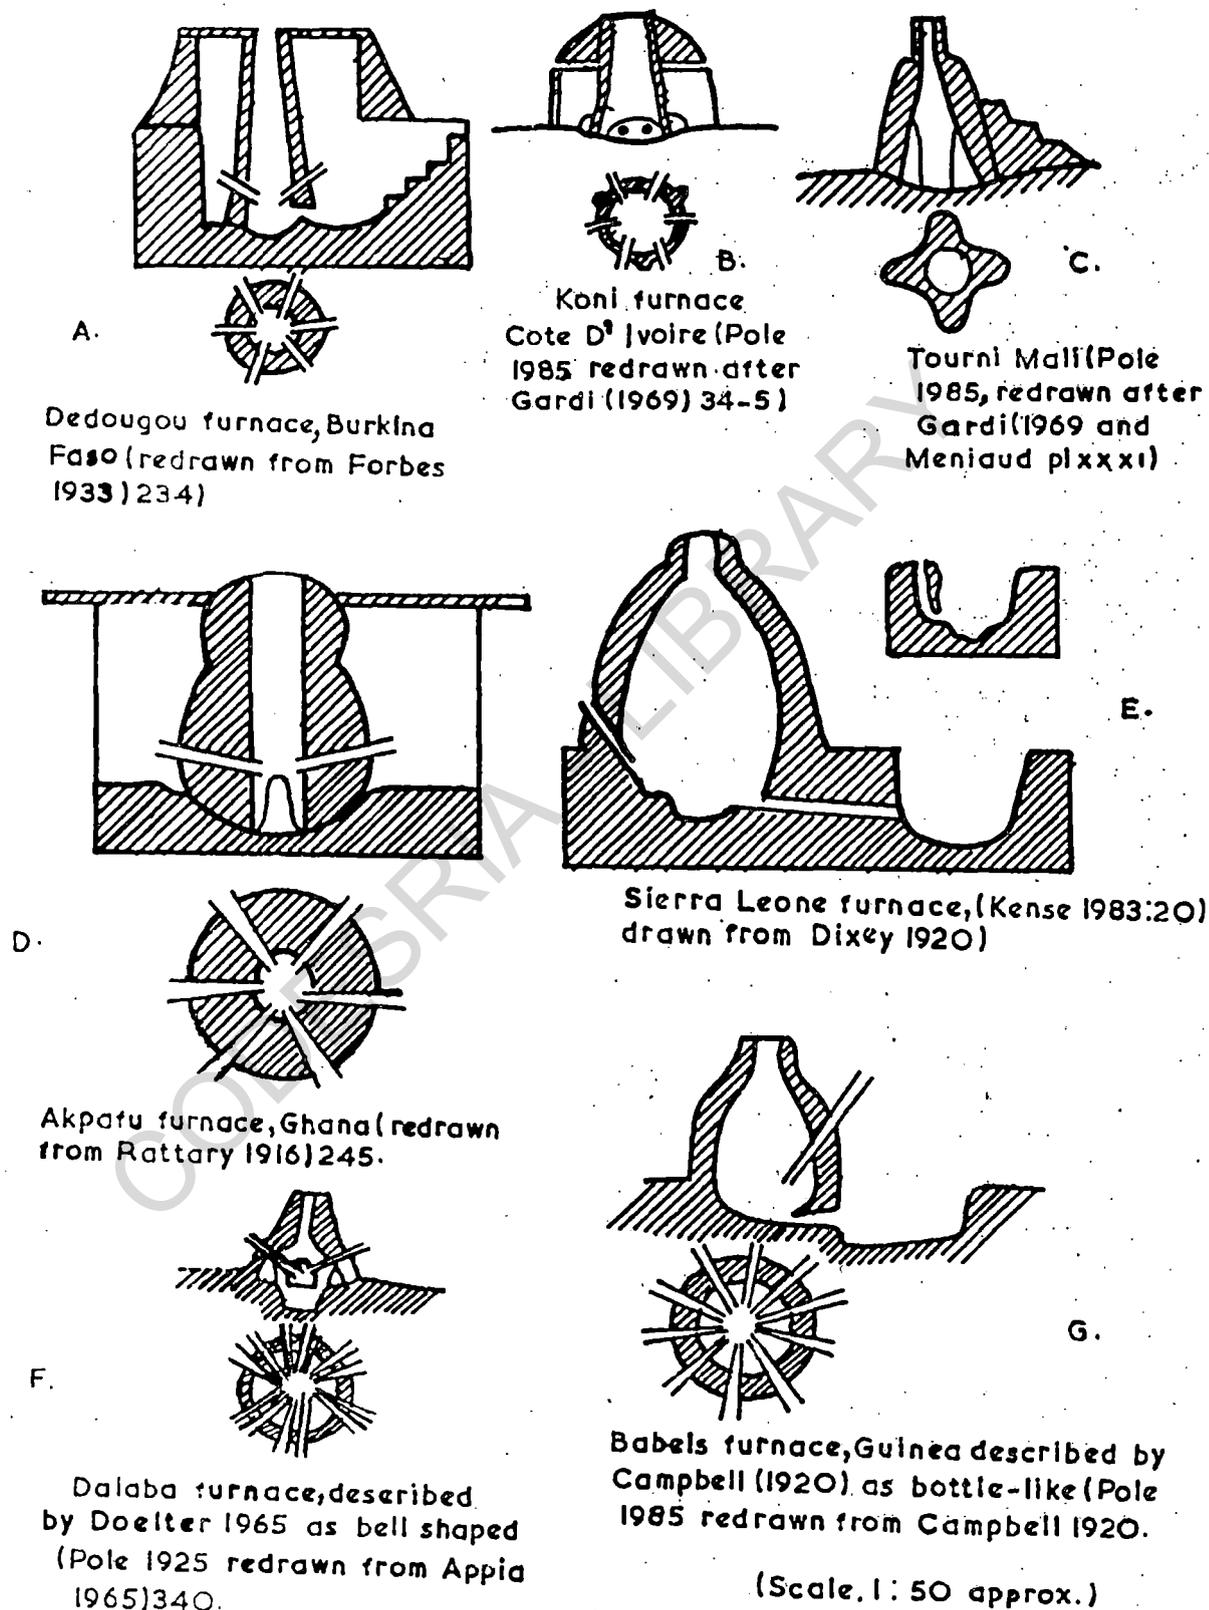 A.
Dedougou furnace, Burkina
Faso (redrawn from Forbes
1933) 234)
B.
Koni furnace
Cote D' Ivoire (Pole
1985 redrawn after
Gardi (1969) 34-5)
C.
Tourni Mali (Pole
1985, redrawn after
Gardi (1969 and
Meniaud plxxxi)
D.
Akpafu furnace, Ghana (redrawn
from Rattary 1916) 245.
E.
Sierra Leone furnace, (Kense 1983:20)
drawn from Dixey 1920)
F.
Dalaba furnace, deseribed
by Doelter 1965 as bell shaped
(Pole 1925 redrawn from Appia
1965) 340.
G.
Babels furnace, Guinea described by
Campbell (1920) as bottle-like (Pole
1985 redrawn from Campbell 1920.
(Scale. 1 : 50 approx.)
CODESRIA - LIBRARY